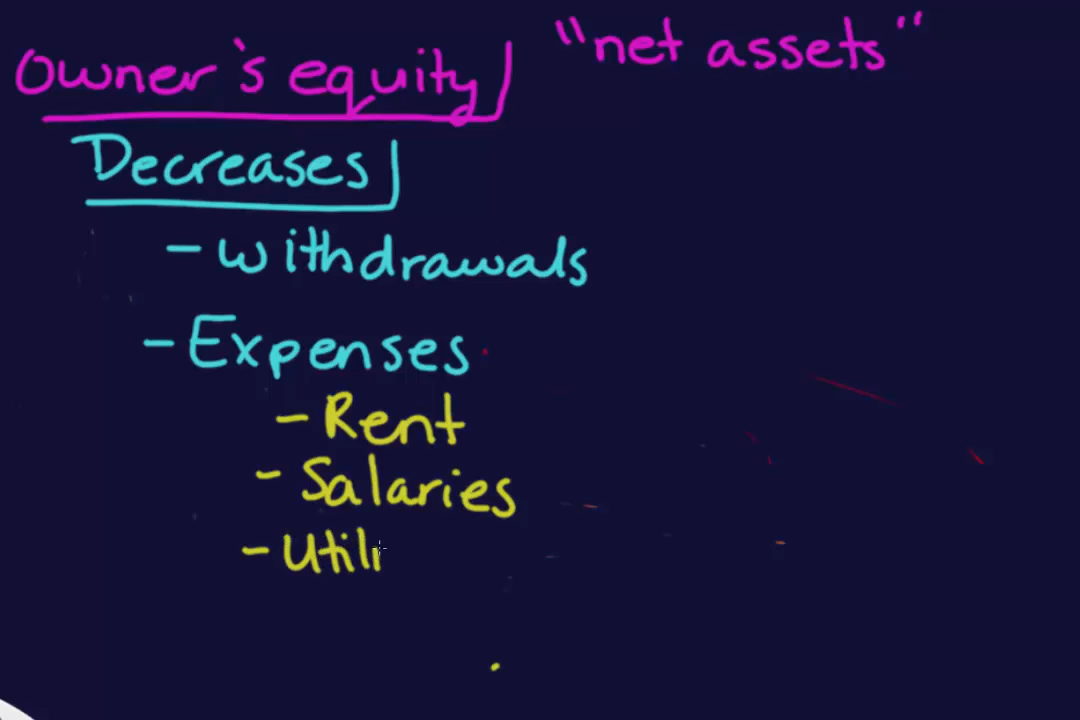 Owner's equity "net assets"
Decreases
- withdrawals
- Expenses
- Rent
- Salaries
- Utili